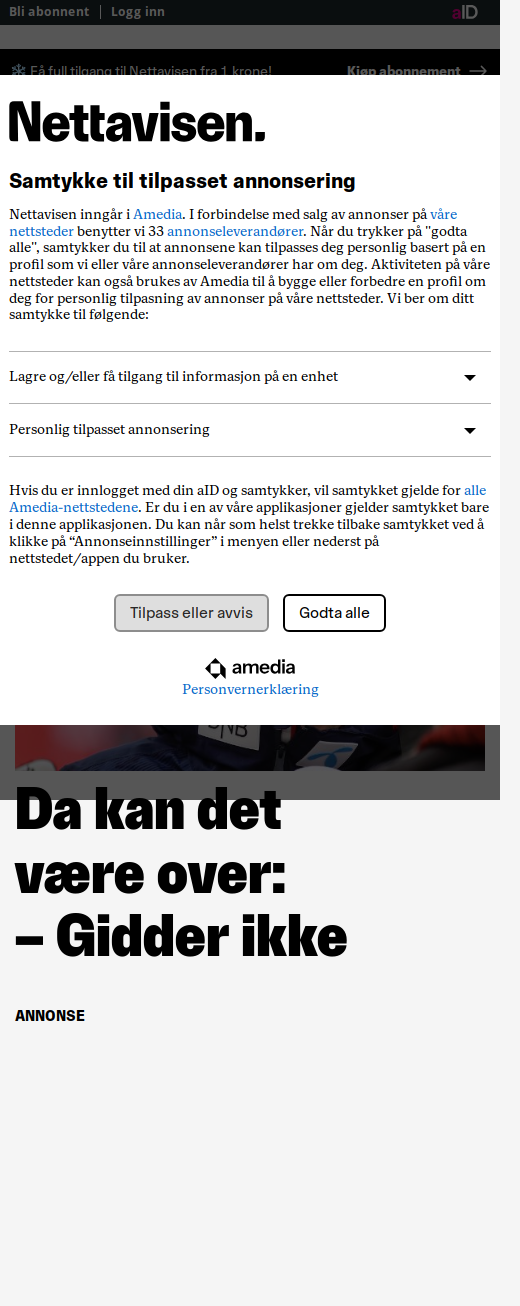 Bli abonnent | Logg inn
aID
Få full tilgang til Nettavisen fra 1 krone!
Kjøp abonnement
Nettavisen.
Samtykke til tilpasset annonsering
Nettavisen inngår i Amedia. I forbindelse med salg av annonser på våre
nettsteder benytter vi 33 annonseleverandører. Når du trykker på "godta
alle", samtykker du til at annonsene kan tilpasses deg personlig basert på en
profil som vi eller våre annonseleverandører har om deg. Aktiviteten på våre
nettsteder kan også brukes av Amedia til å bygge eller forbedre en profil om
deg for personlig tilpasning av annonser på våre nettsteder. Vi ber om ditt
samtykke til følgende:
Lagre og/eller få tilgang til informasjon på en enhet
Personlig tilpasset annonsering
Hvis du er innlogget med din aID og samtykker, vil samtykket gjelde for alle
Amedia-nettstedene. Er du i en av våre applikasjoner gjelder samtykket bare
i denne applikasjonen. Du kan når som helst trekke tilbake samtykket ved å
klikke på “Annonseinnstillinger” i menyen eller nederst på
nettstedet/appen du bruker.
Tilpass eller avvis
Godta alle
amedia
Personvernerklæring
DNB
Da kan det
være over:
– Gidder ikke
ANNONSE